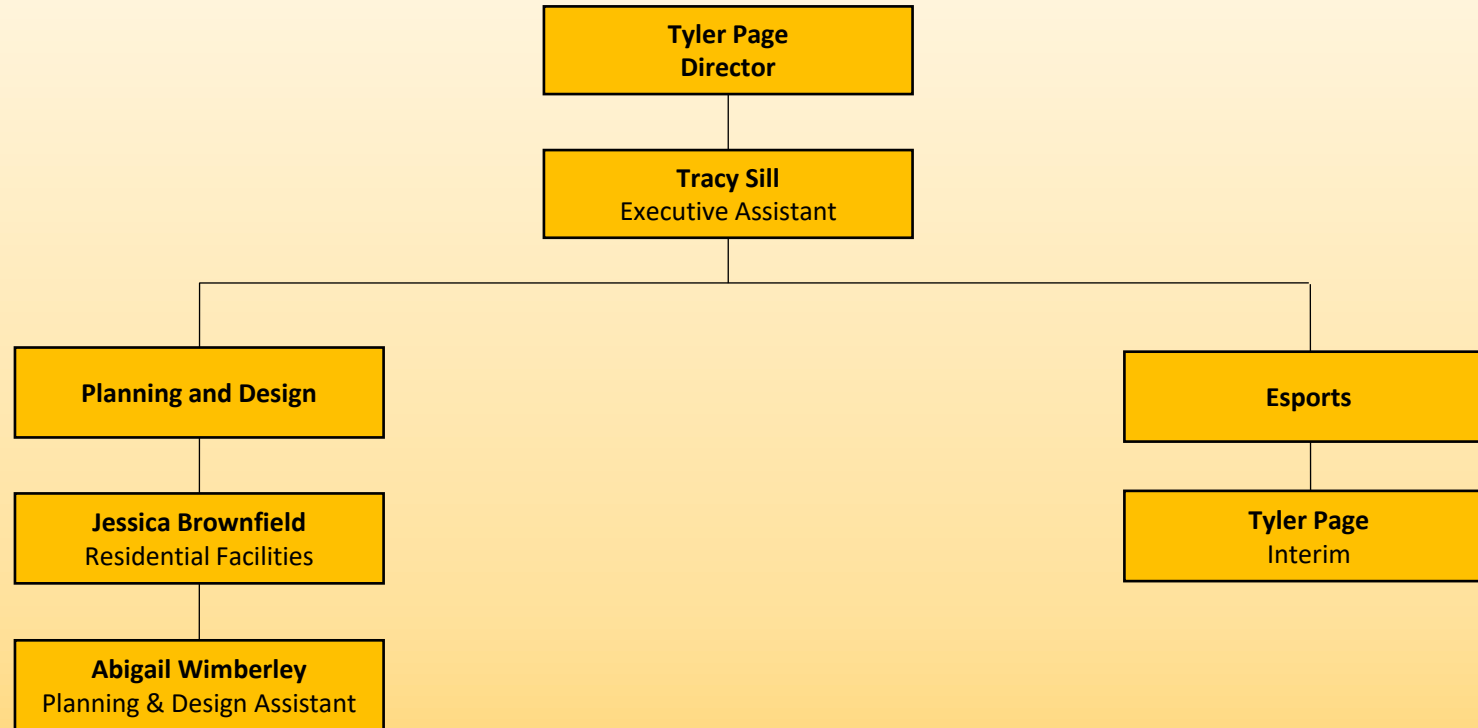 Tyler Page
Director
Tracy Sill
Executive Assistant
Planning and Design
Esports
Jessica Brownfield
Residential Facilities
Tyler Page
Interim
Abigail Wimberley
Planning & Design Assistant